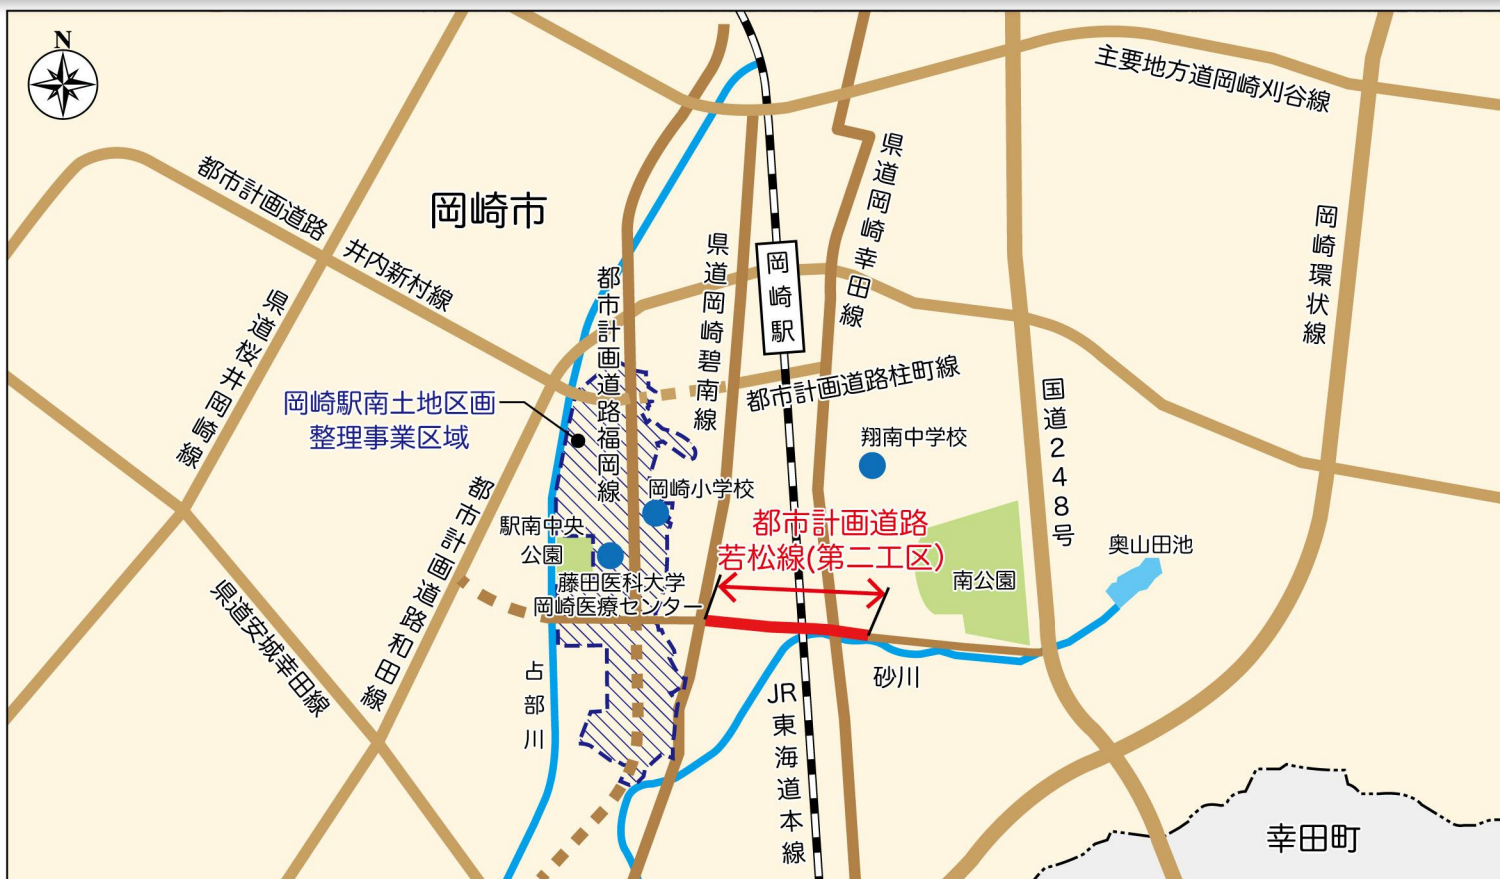 N
主要地方道岡崎刈谷線
都市計画道路
井内新村線
岡崎市
県道岡崎幸田線
県道桜井岡崎線
都市計画道路福岡線
県道岡崎碧南線
岡崎駅
岡崎環状線
都市計画道路柱町線
国道248号
岡崎駅南土地区画
整理事業区域
翔南中学校
都市計画道路和田線
岡崎小学校
駅南中央
公園
都市計画道路
若松線(第二工区)
奥山田池
南公園
藤田医科大学
岡崎医療センター
県道安城幸田線
占部川
砂川
JR東海道本線
幸田町